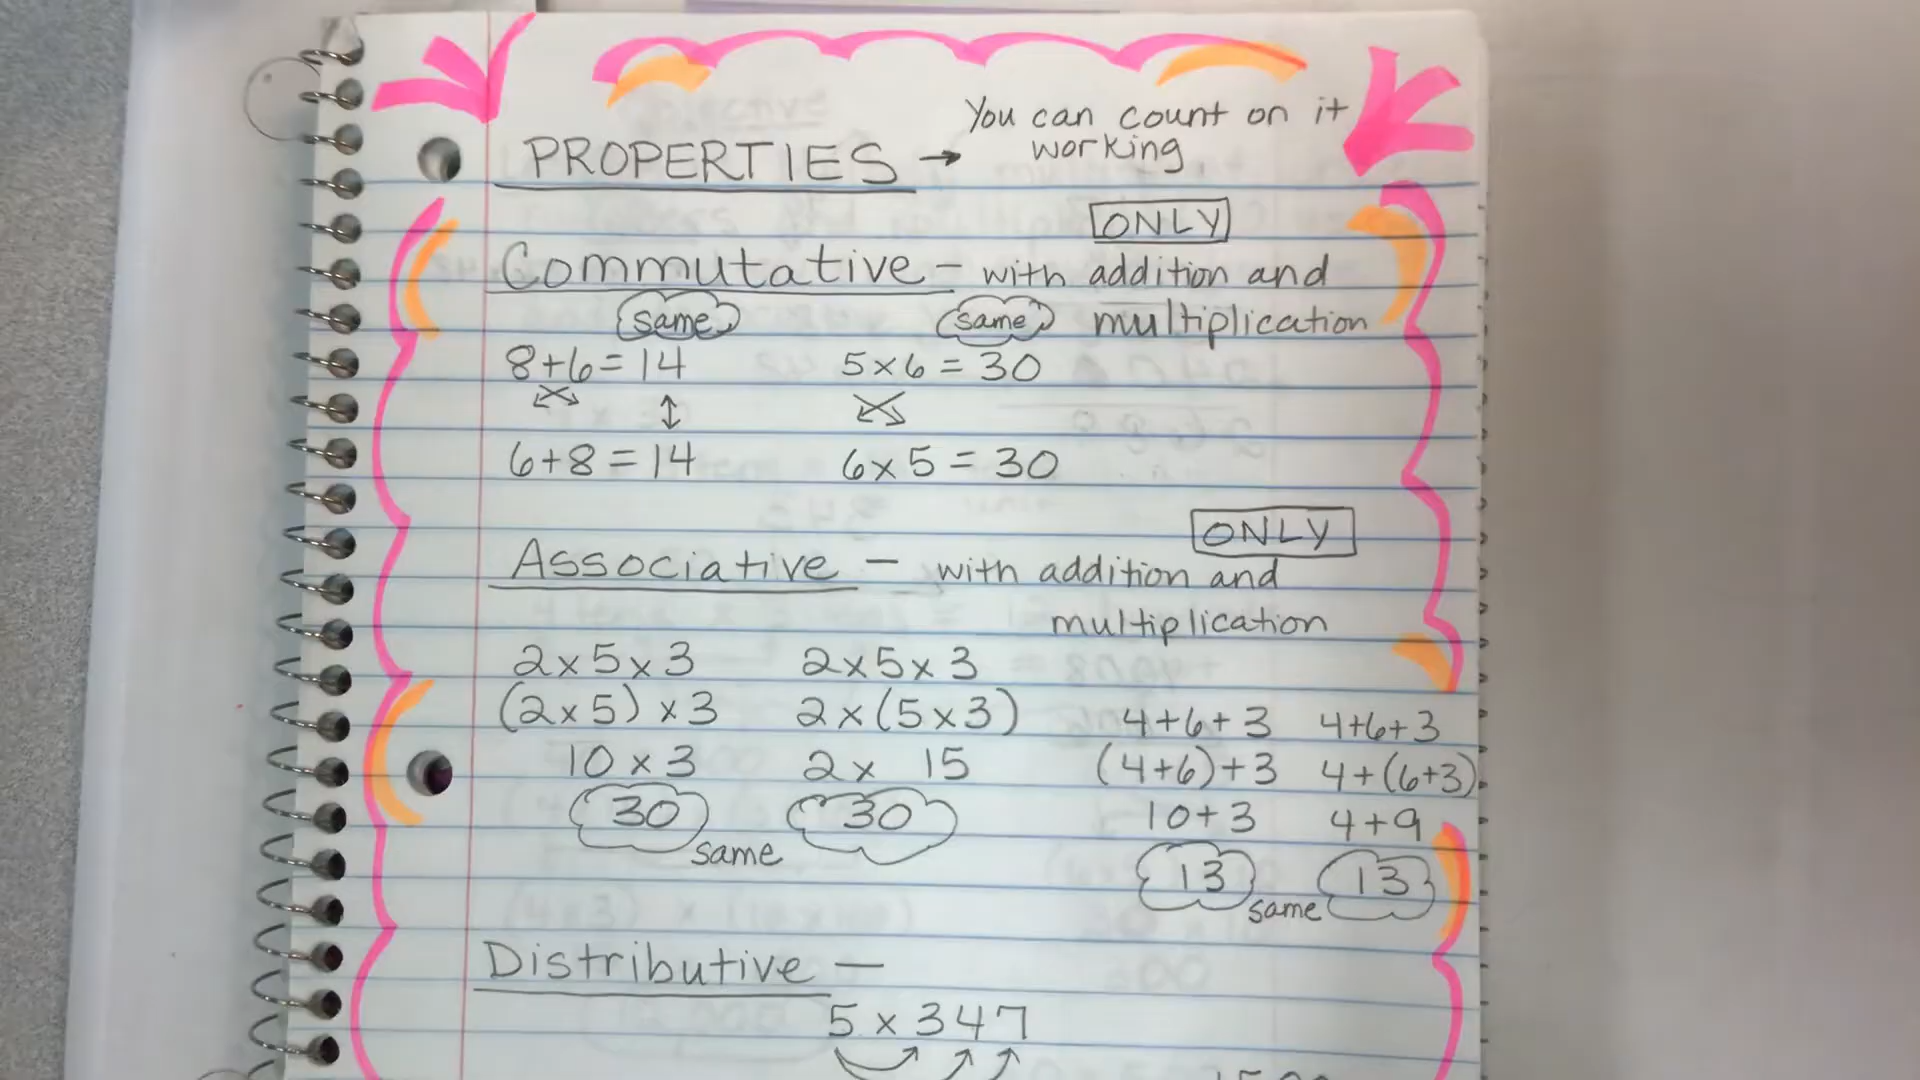 PROPERTIES → You can count on it
working
ONLY
Commutative – with addition and
same same multiplication
8+6=14 5×6=30
6+8=14 6×5=30
ONLY
Associative – with addition and
multiplication
2×5×3 2×5×3
(2×5)×3 2×(5×3) 4+6+3 4+6+3
10×3 2× 15 (4+6)+3 4+(6+3)
30 30 10+3 4+9
same
13 13
same
Distributive –
5×347